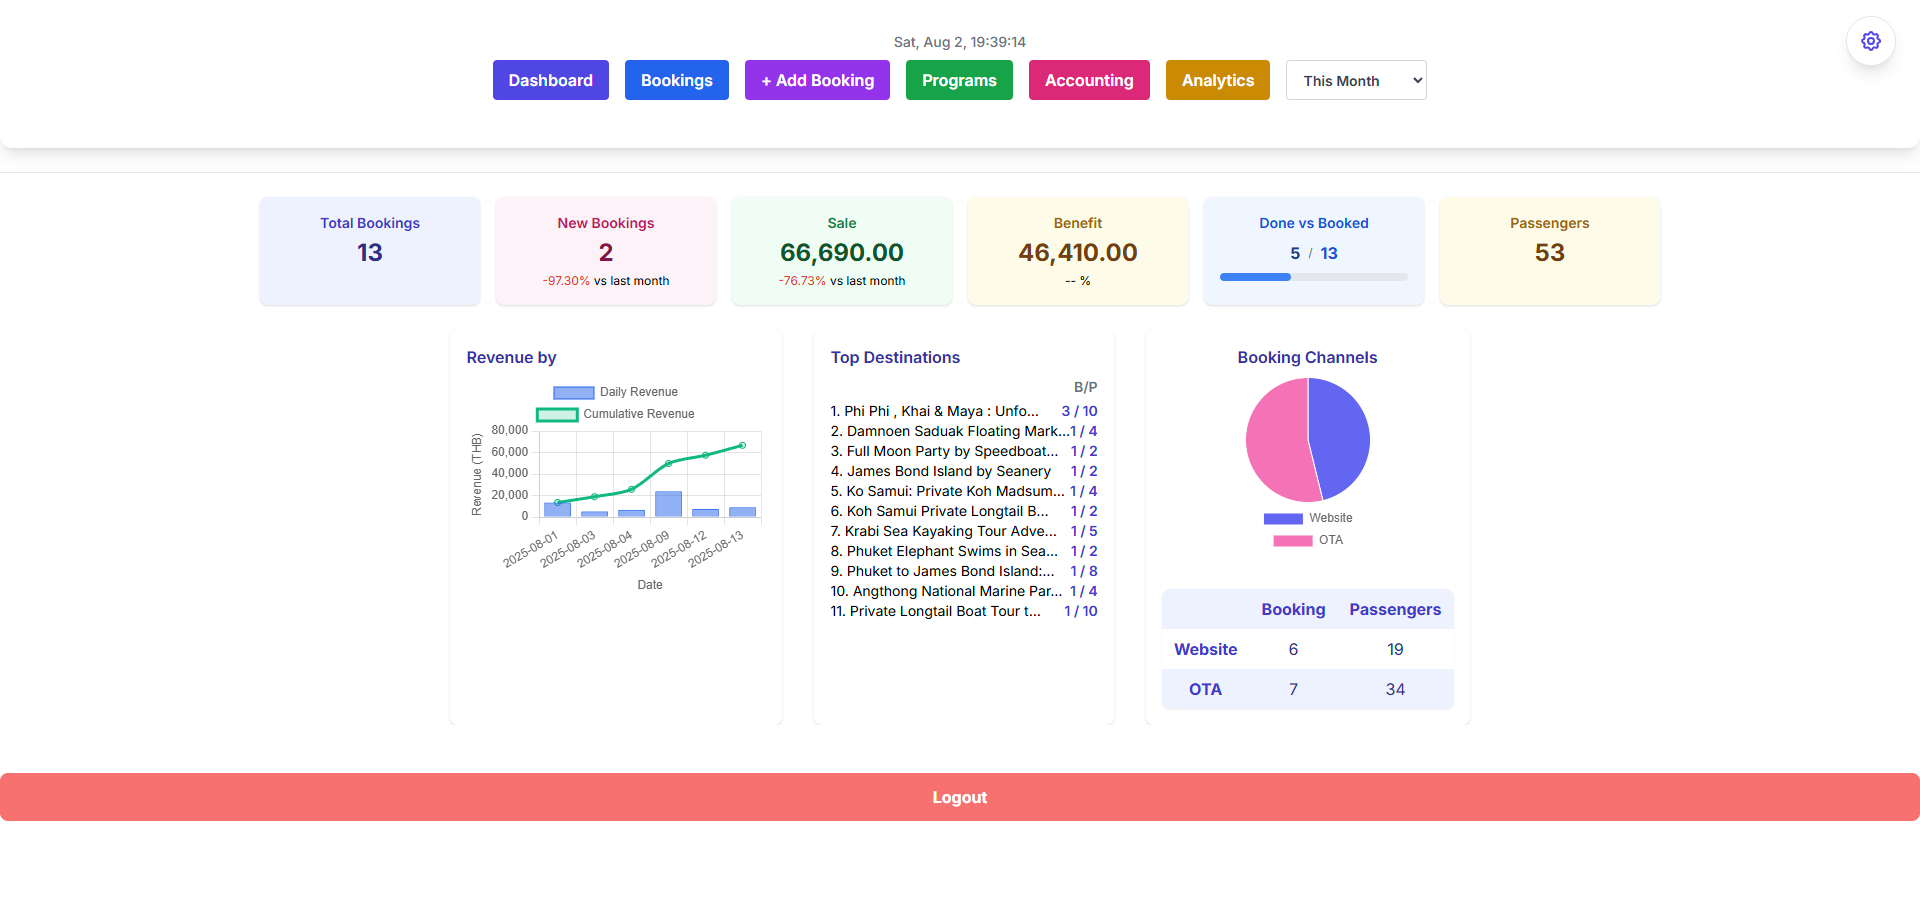 Sat, Aug 2, 19:39:14
Dashboard Bookings + Add Booking Programs Accounting Analytics This Month
Total Bookings
13
New Bookings
2
-97.30% vs last month
Sale
66,690.00
-76.73% vs last month
Benefit
46,410.00
-- %
Done vs Booked
5 / 13
Passengers
53
Revenue by
Daily Revenue
Cumulative Revenue
Revenue (THB)
80,000
60,000
40,000
20,000
0
2025-08-01
2025-08-03
2025-08-04
2025-08-09
2025-08-12
2025-08-13
Date
Top Destinations
B/P
1. Phi Phi , Khai & Maya : Unfo... 3 / 10
2. Damnoen Saduak Floating Mark... 1 / 4
3. Full Moon Party by Speedboat... 1 / 2
4. James Bond Island by Seanery 1 / 2
5. Ko Samui: Private Koh Madsum... 1 / 4
6. Koh Samui Private Longtail B... 1 / 2
7. Krabi Sea Kayaking Tour Adve... 1 / 5
8. Phuket Elephant Swims in Sea... 1 / 2
9. Phuket to James Bond Island:... 1 / 8
10. Angthong National Marine Par... 1 / 4
11. Private Longtail Boat Tour t... 1 / 10
Booking Channels
Website
OTA
Booking Passengers
Website 6 19
OTA 7 34
Logout